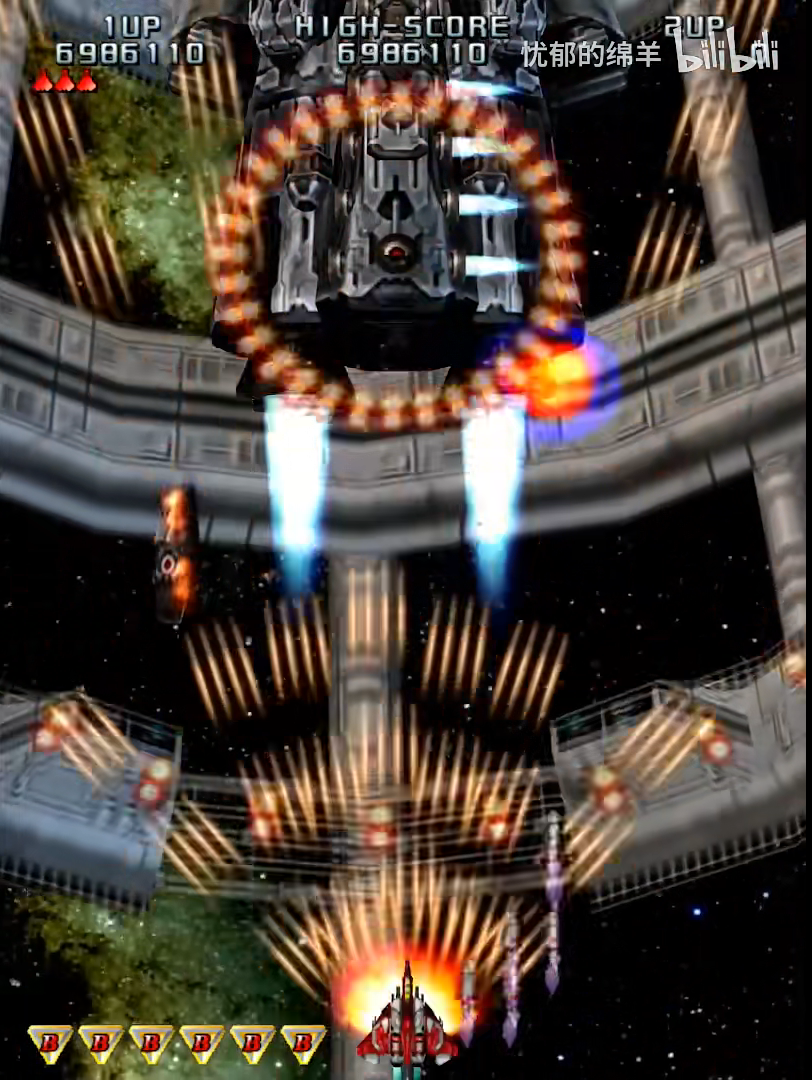 1UP HIGH-SCORE 2UP
6986110 6986110 忧郁的绵羊 bilibili
B B B B B B